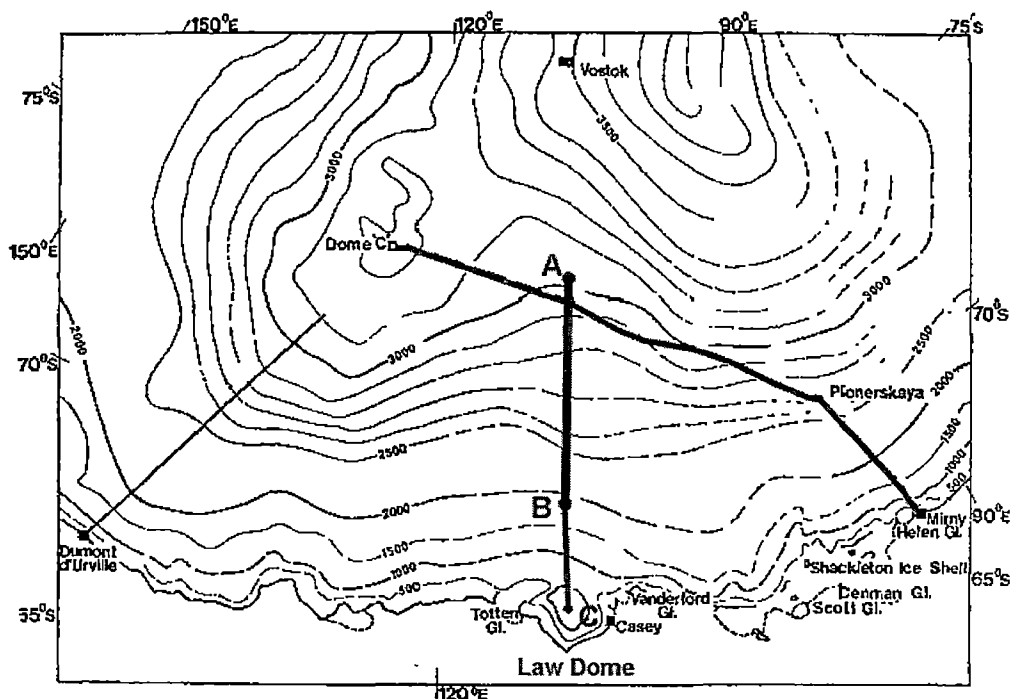 150°E 120°E 90°E 75°S
Vostok
75°S
3500
3000
150°E
Dome "C"
A
3000
70°S
2000
2500
3000
70°S
2000
Pionerskaya
2500
1500
1000
500
B
2000
Mirny
90°E
Helen Gl.
Dumont
d'Urville
1500
Shackleton Ice Shelf
1000
65°S
Denman Gl.
500
Vanderford
Gl.
Scott Gl.
Totten
Gl.
C
Casey
Law Dome
120°E